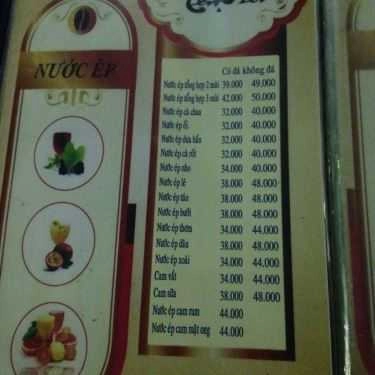 NƯỚC ÉP
Có đá không đá
Nước ép tổng hợp 2 mùi 39.000 49.000
Nước ép tổng hợp 3 mùi 42.000 50.000
Nước ép cà chua 32.000 40.000
Nước ép ổi 32.000 40.000
Nước ép dưa hấu 32.000 40.000
Nước ép cà rốt 32.000 40.000
Nước ép nho 34.000 40.000
Nước ép lê 38.000 48.000
Nước ép táo 38.000 48.000
Nước ép bưởi 38.000 48.000
Nước ép thơm 34.000 44.000
Nước ép dâu 38.000 48.000
Nước ép xoài 34.000 44.000
Cam vắt 34.000 44.000
Cam sữa 38.000 48.000
Nước ép cam rum 44.000
Nước ép cam mật ong 44.000